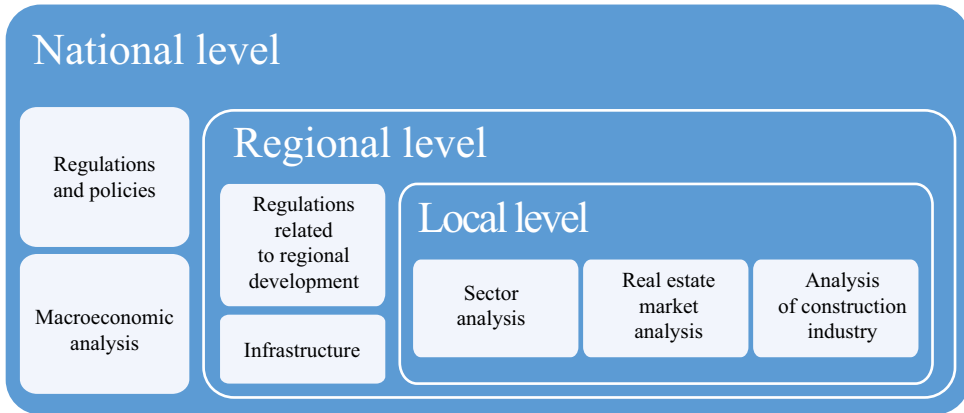 National level
Regulations
and policies
Macroeconomic
analysis
Regional level
Regulations
related
to regional
development
Infrastructure
Local level
Sector
analysis
Real estate
market
analysis
Analysis
of construction
industry